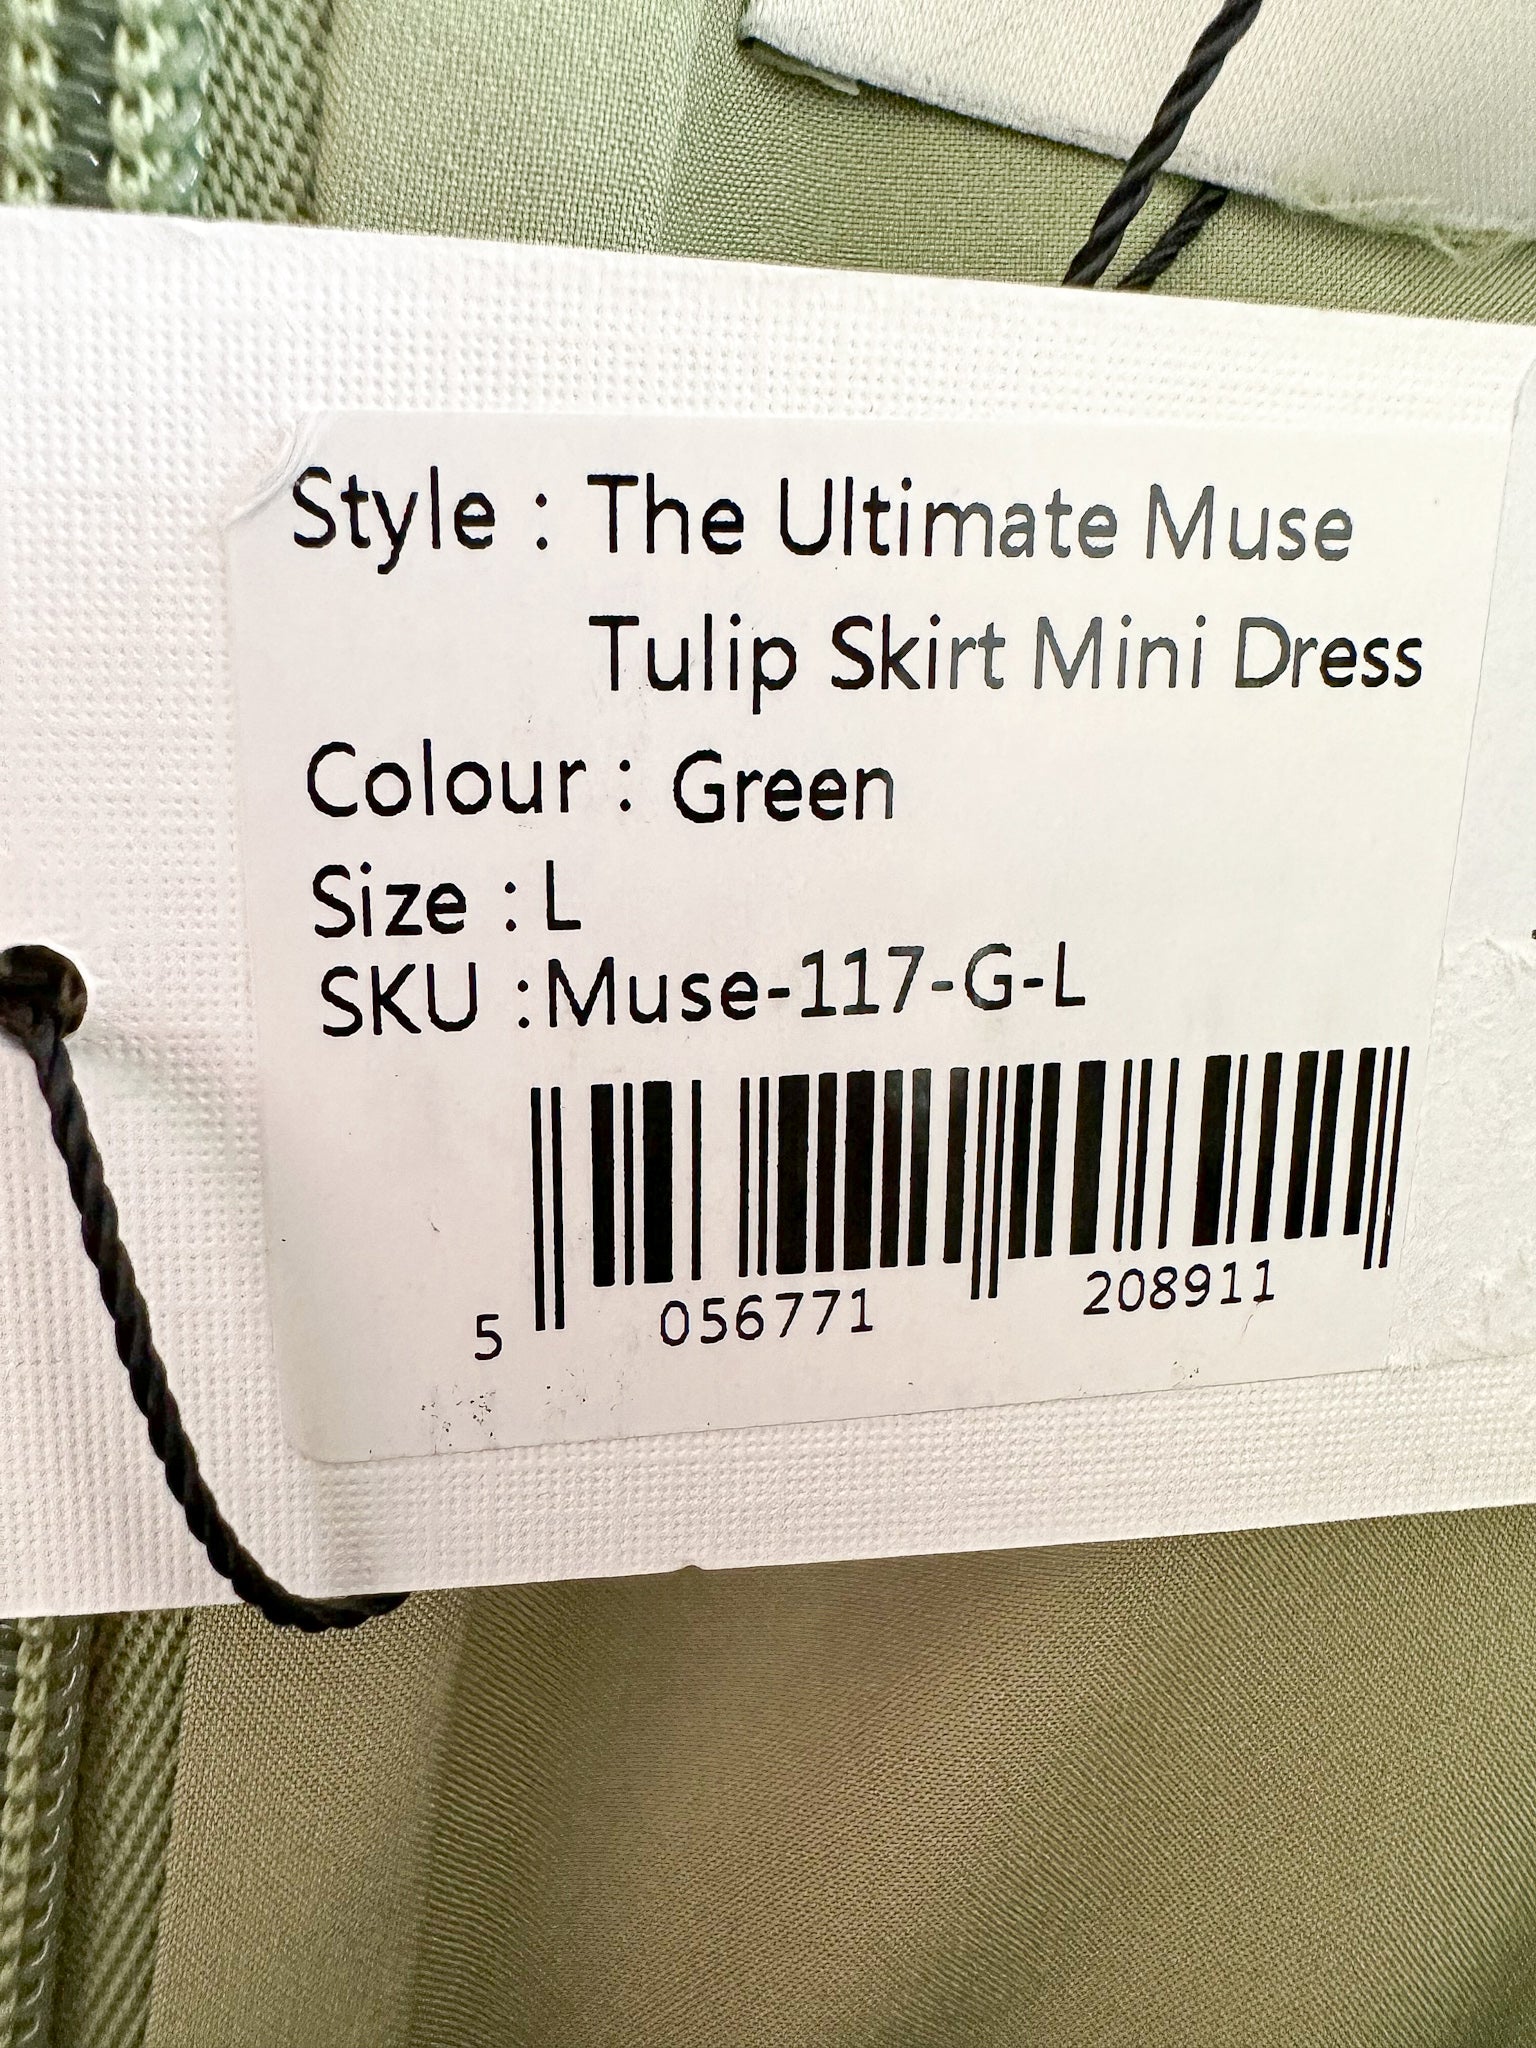 Style : The Ultimate Muse
Tulip Skirt Mini Dress
Colour : Green
Size : L
SKU :Muse-117-G-L
5 056771 208911